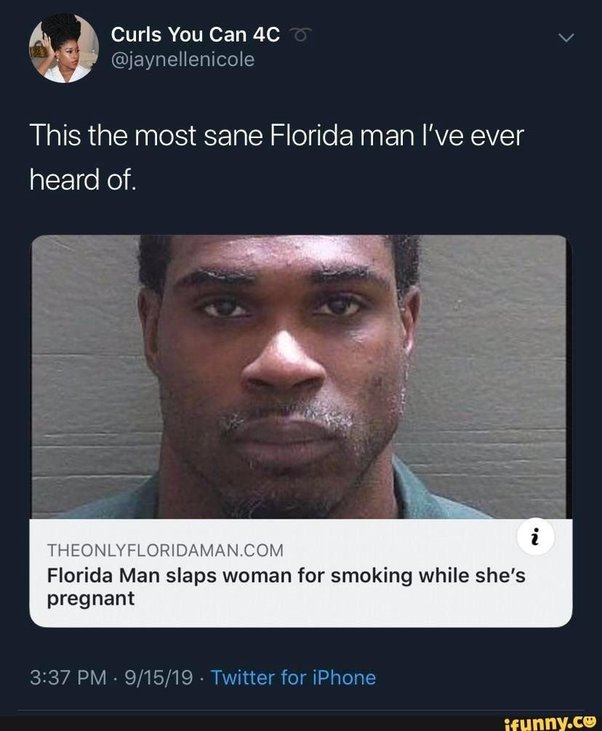 Curls You Can 4C ➰
@jaynellenicole
This the most sane Florida man I've ever
heard of.
THEONLYFLORIDAMAN.COM
i
Florida Man slaps woman for smoking while she's
pregnant
3:37 PM · 9/15/19 · Twitter for iPhone
ifunny.co